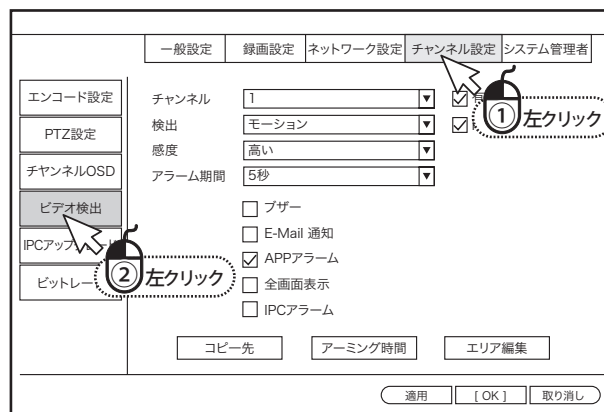 一般設定 録画設定 ネットワーク設定 チャンネル設定 システム管理者
エンコード設定
PTZ設定
チヤンネルOSD
ビデオ検出
ビットレー
チャンネル 1
検出 モーション
感度 高い
アラーム期間 5秒
ブザー
E-Mail 通知
APPアラーム
全画面表示
IPCアラーム
① 左クリック
② 左クリック
コピー先 アーミング時間 エリア編集
適用 [ OK ] 取り消し